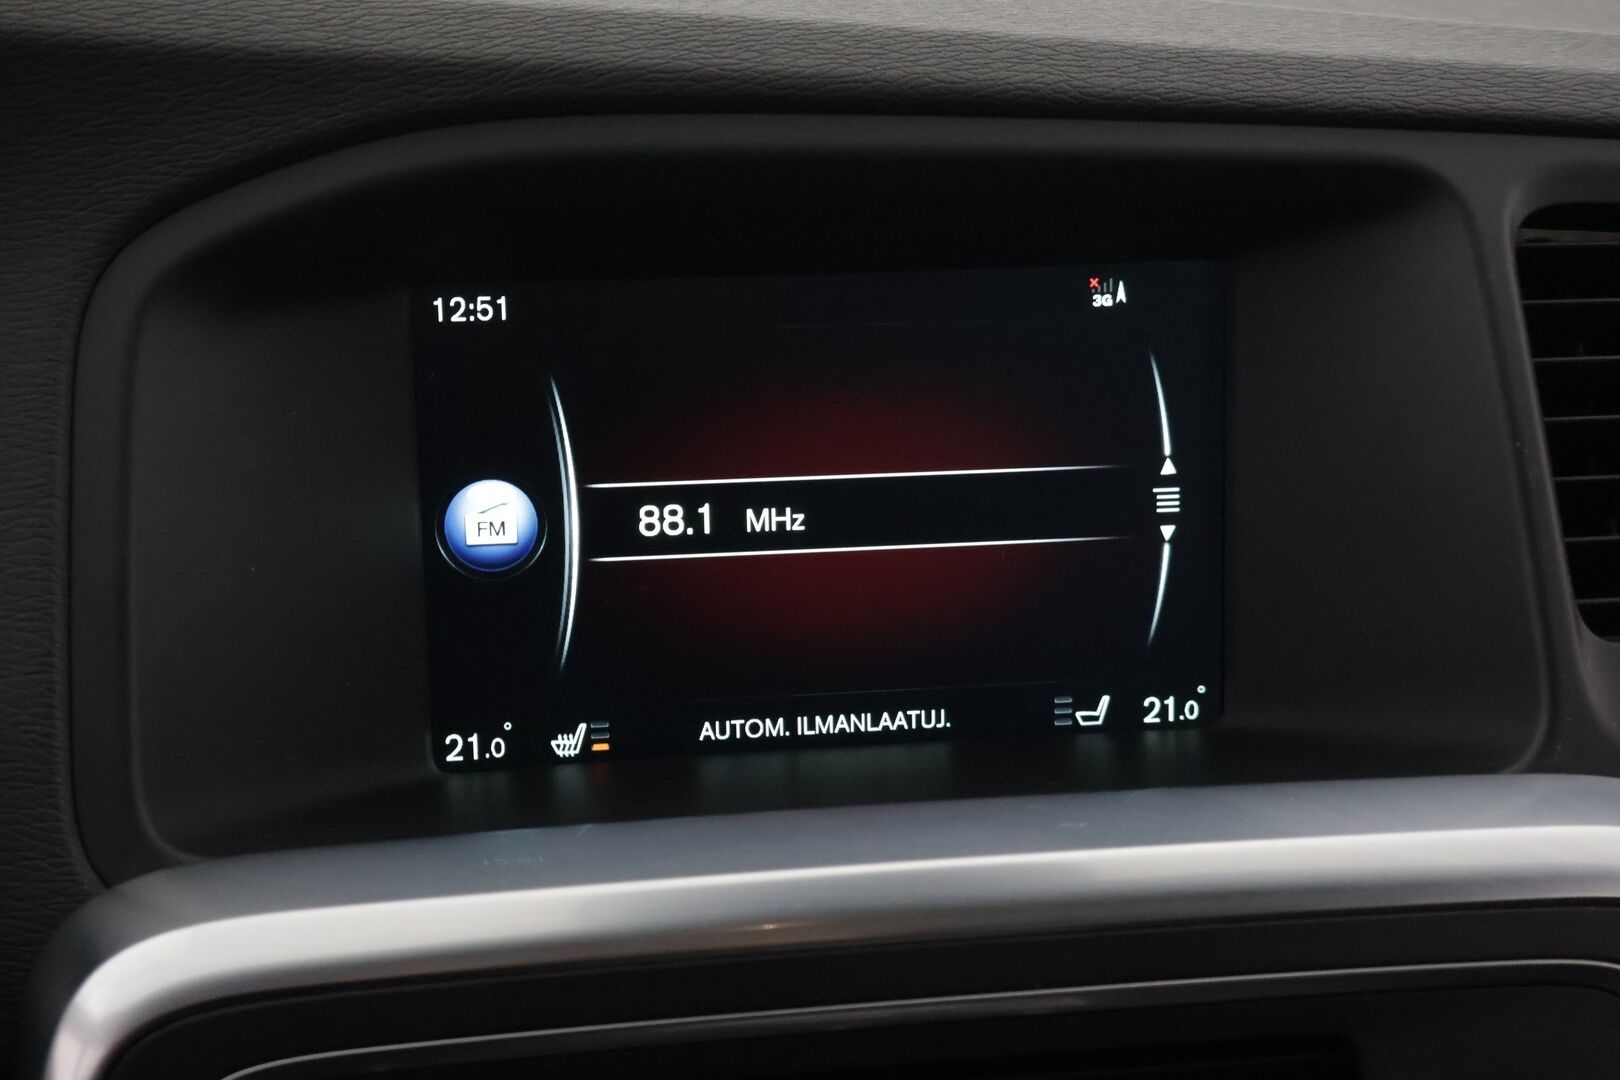 12:51
3G
FM
88.1 MHz
21.0° AUTOM. ILMANLAATUJ. 21.0°